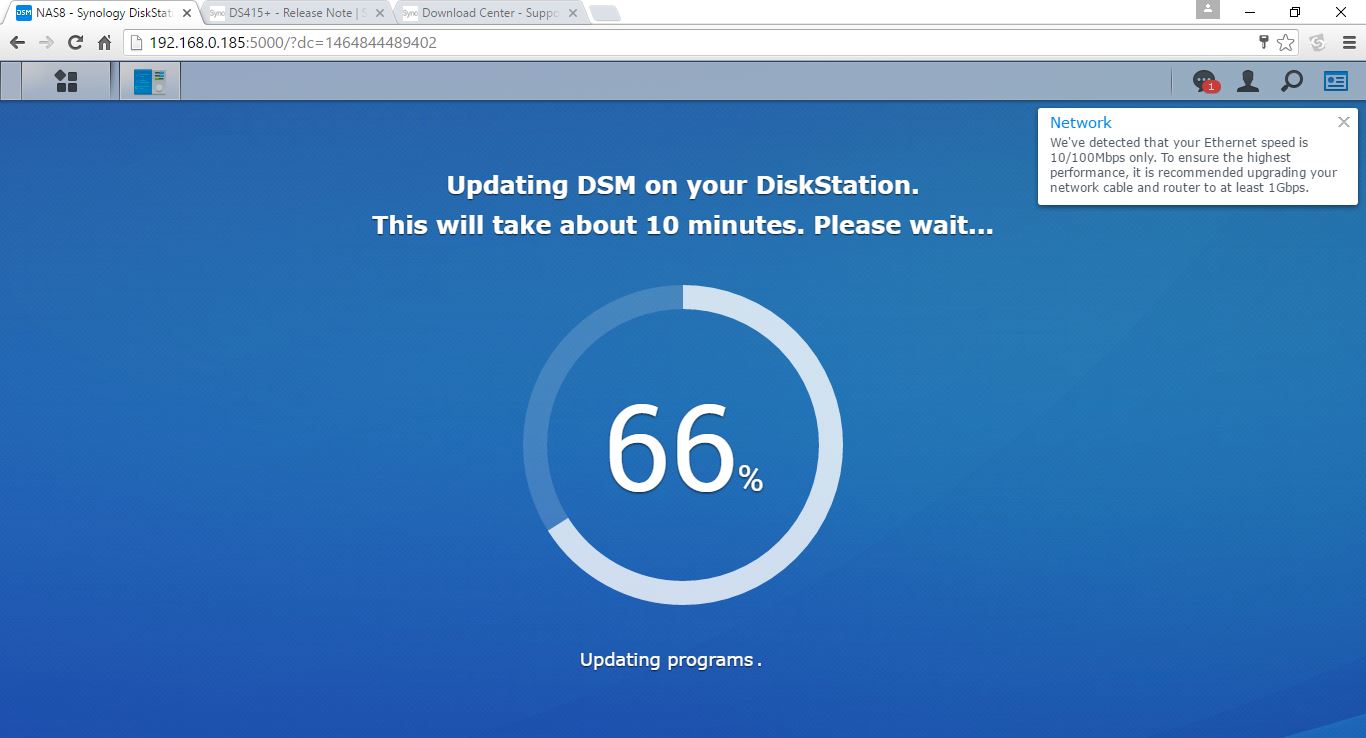 DSM NAS8 - Synology DiskStat
Syno DS415+ - Release Note | S
Syno Download Center - Suppo
192.168.0.185:5000/?dc=1464844489402
1
Network
We've detected that your Ethernet speed is
10/100Mbps only. To ensure the highest
performance, it is recommended upgrading your
network cable and router to at least 1Gbps.
Updating DSM on your DiskStation.
This will take about 10 minutes. Please wait...
66%
Updating programs.